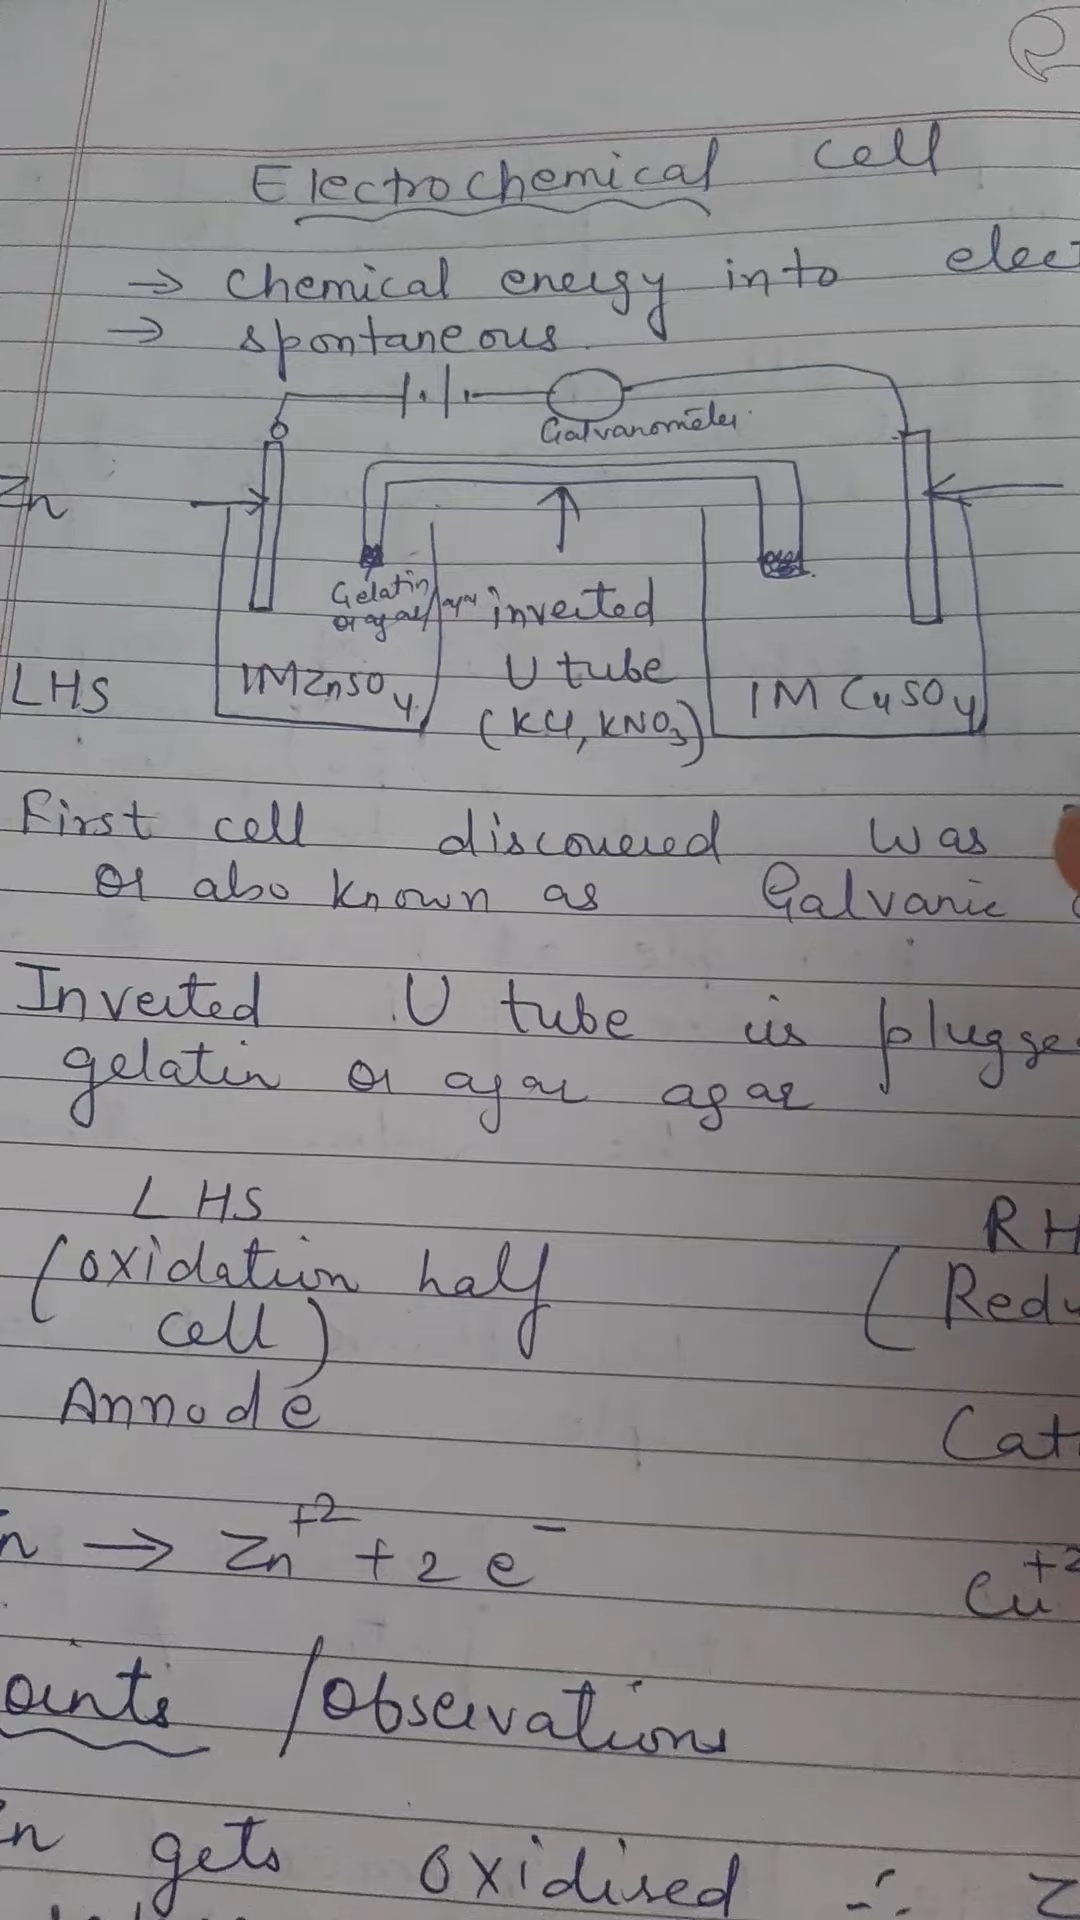 Electrochemical cell
→ Chemical energy into elec
→ spontaneous.
Galvanometer
Zn
Gelatin
or agar/agar
inverted
U tube
(KCl, KNO3)
LHS
1M ZnSO4
1M CuSO4
First cell discovered was
or also known as Galvanic
Inverted U tube is plugge
gelatin or agar agar
LHS RH
(oxidation half (Redu
cell)
Annode Cat
n → Zn+2 + 2e- Cu+2
oints /Observations
n gets oxidised ∴ Z